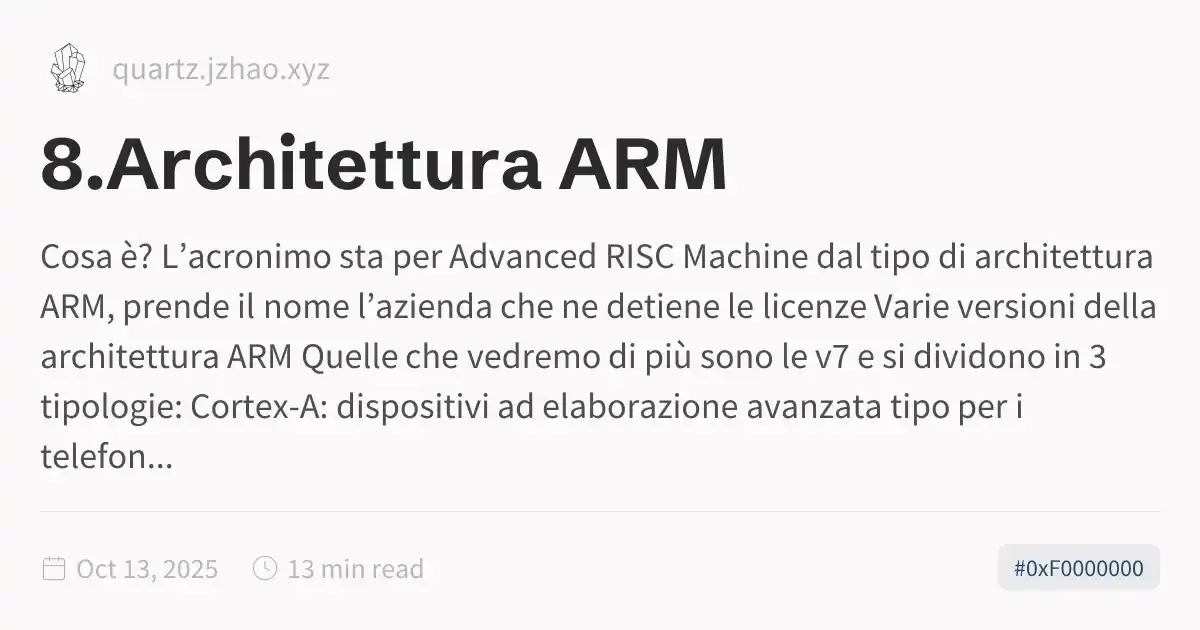 quartz.jzhao.xyz
8.Architettura ARM
Cosa è? L’acronimo sta per Advanced RISC Machine dal tipo di architettura
ARM, prende il nome l’azienda che ne detiene le licenze Varie versioni della
architettura ARM Quelle che vedremo di più sono le v7 e si dividono in 3
tipologie: Cortex-A: dispositivi ad elaborazione avanzata tipo per i
telefon...
Oct 13, 2025 13 min read #0xF0000000